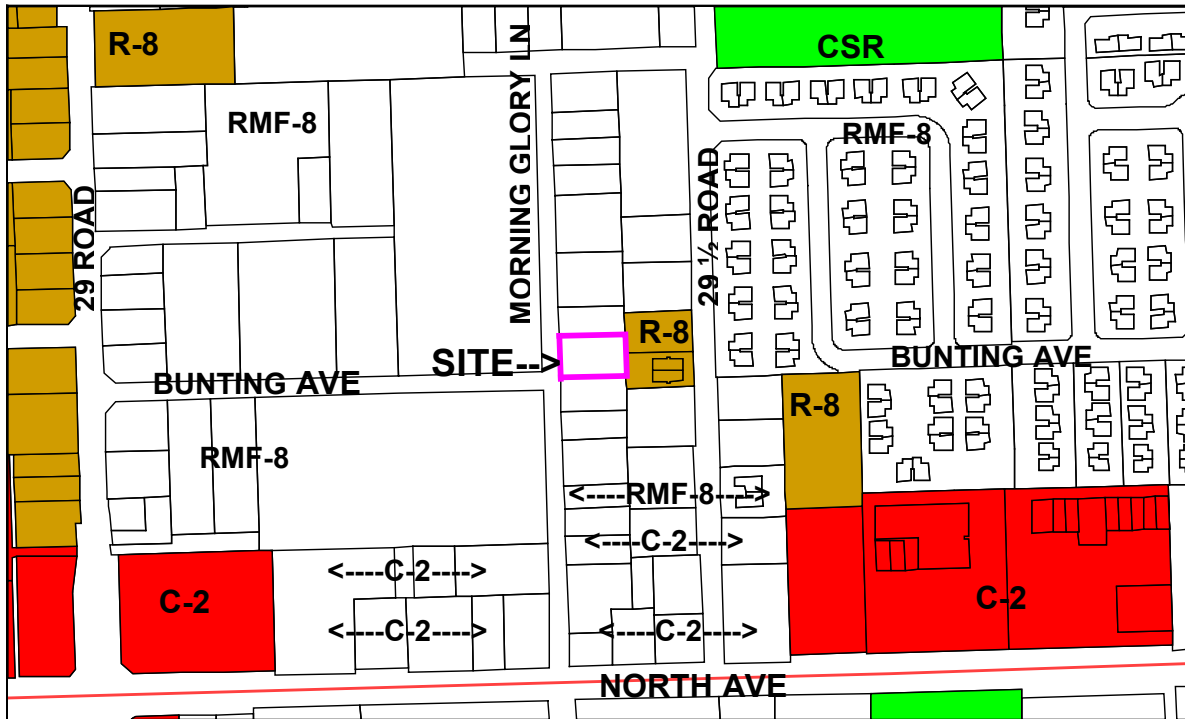 R-8
MORNING GLORY LN
CSR
RMF-8
RMF-8
29 ROAD
29 ½ ROAD
R-8
SITE-->
BUNTING AVE
BUNTING AVE
R-8
RMF-8
<----RMF-8---->
<----C-2---->
<----C-2---->
C-2
C-2
<----C-2---->
<----C-2---->
NORTH AVE